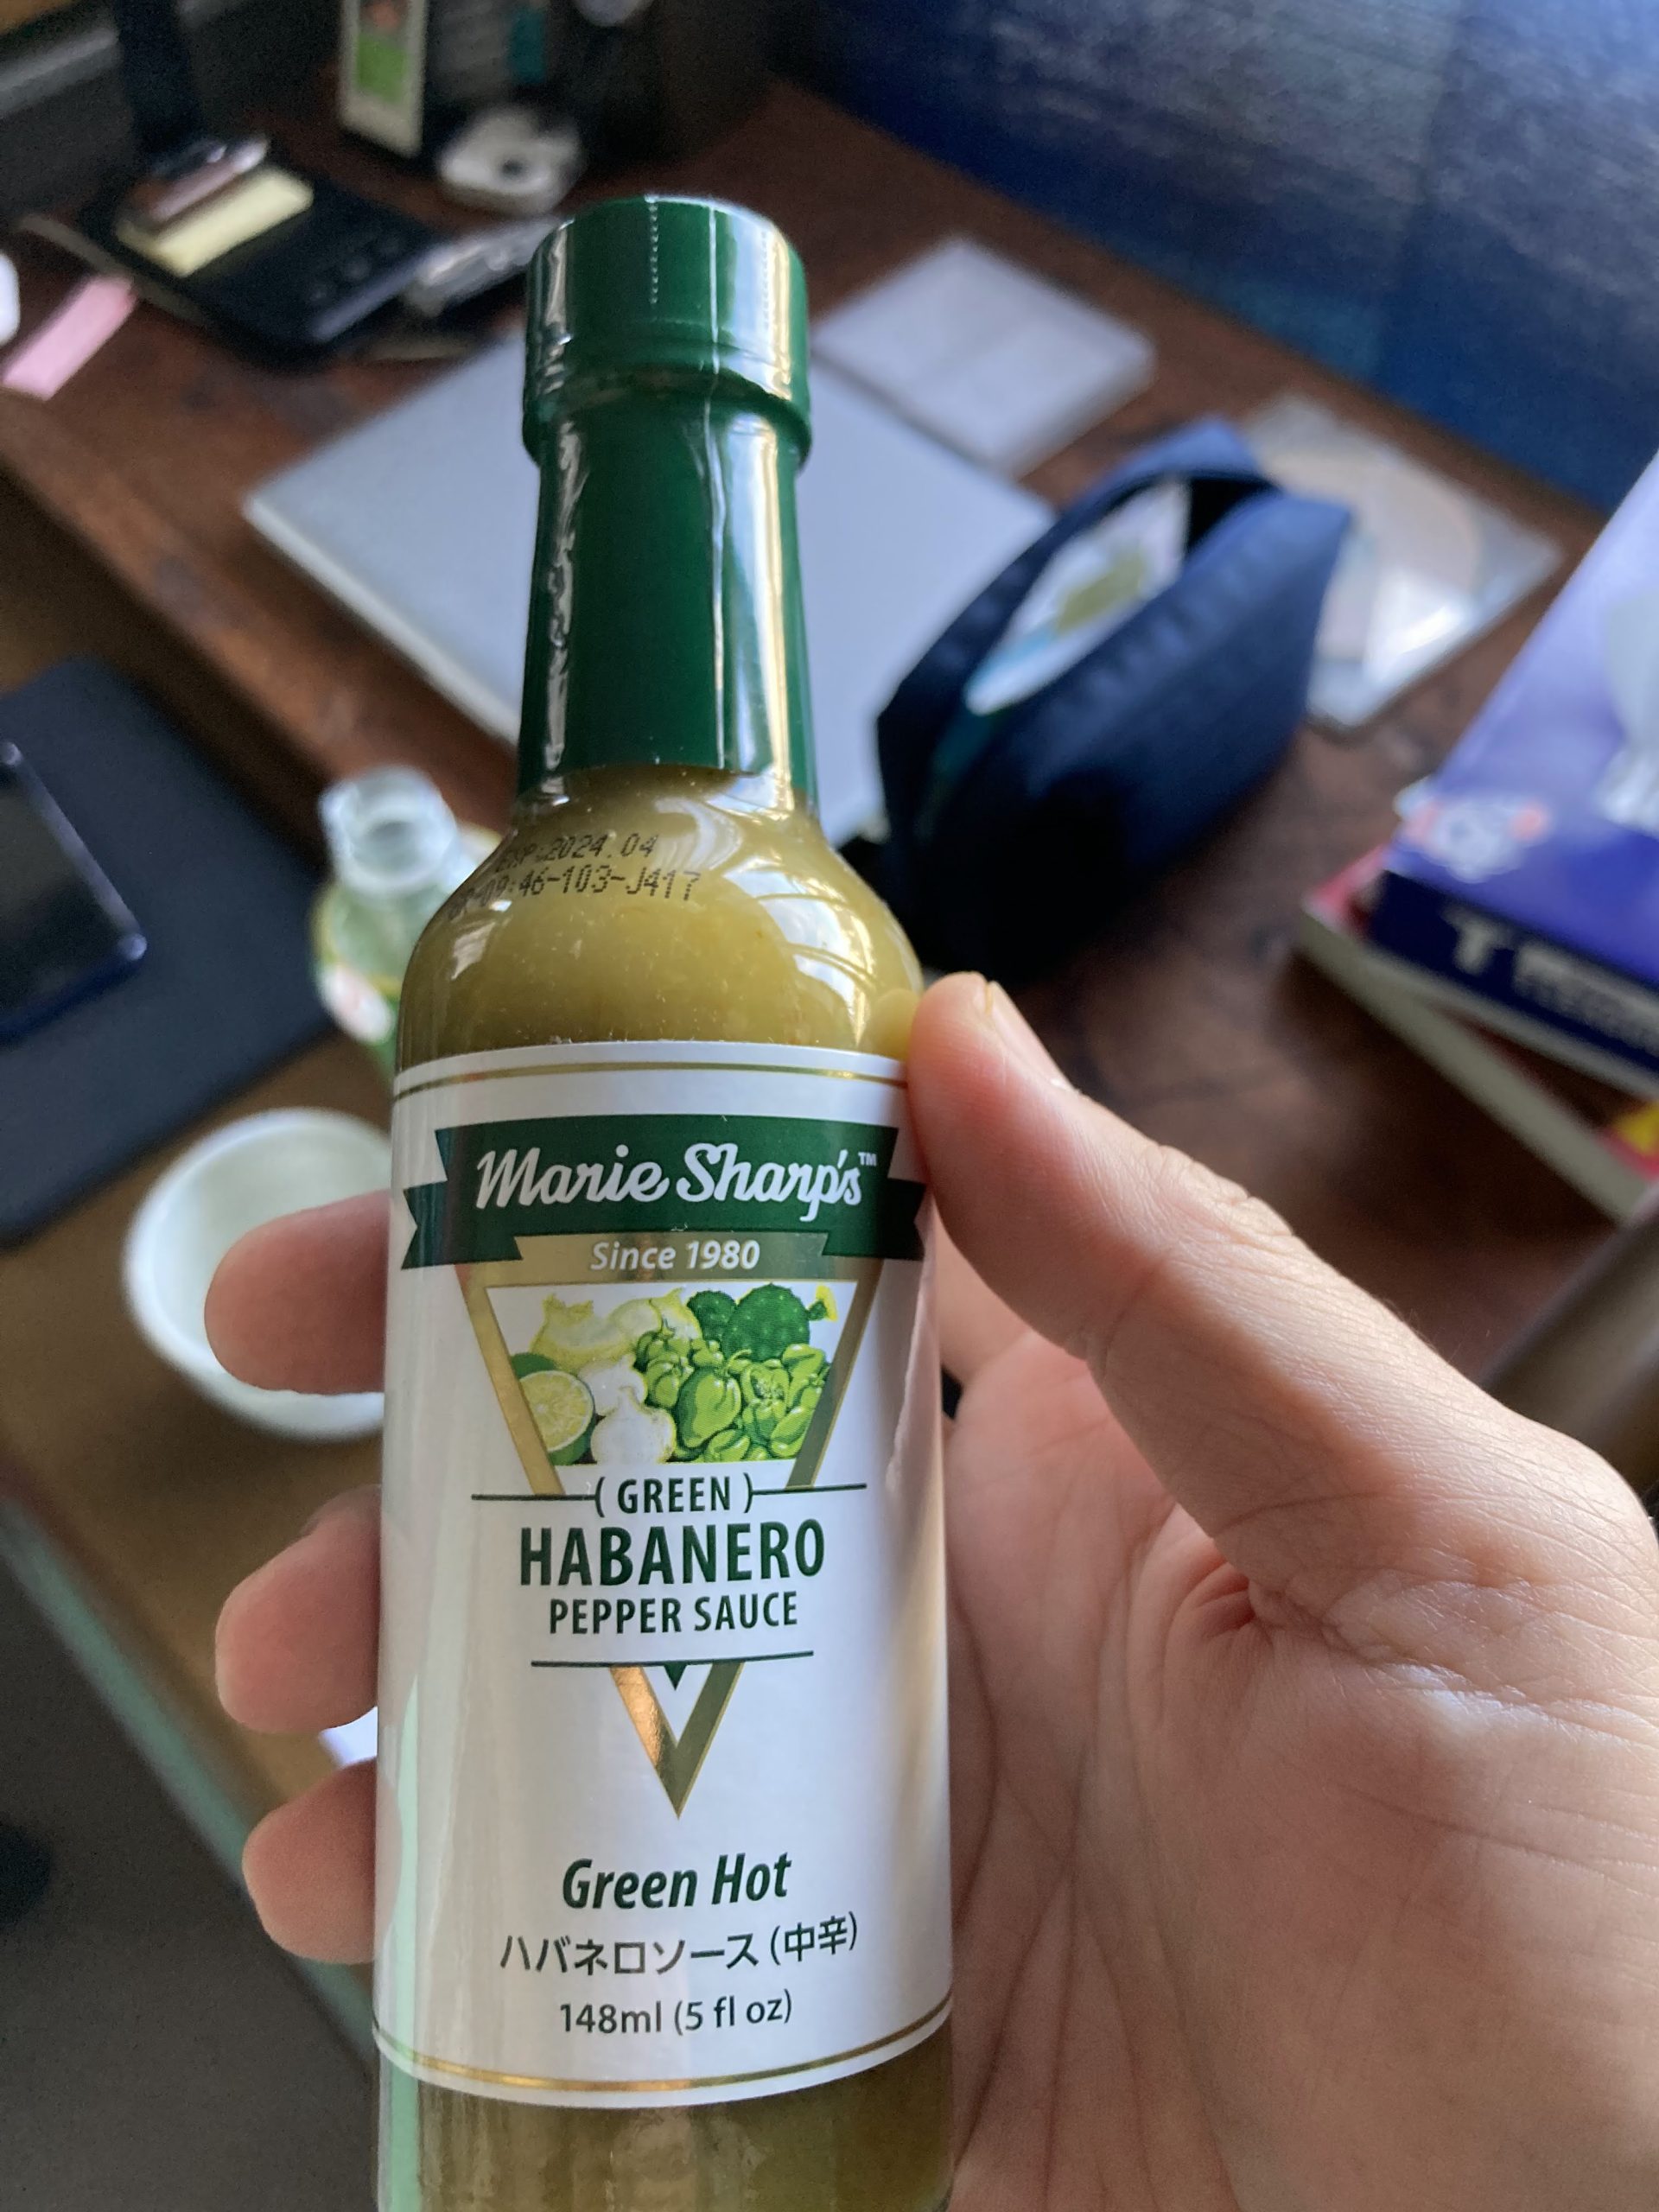 EXP:2024.04
09:46-103-J417
Marie Sharp's™
Since 1980
( GREEN )
HABANERO
PEPPER SAUCE
Green Hot
ハバネロソース (中辛)
148ml (5 fl oz)